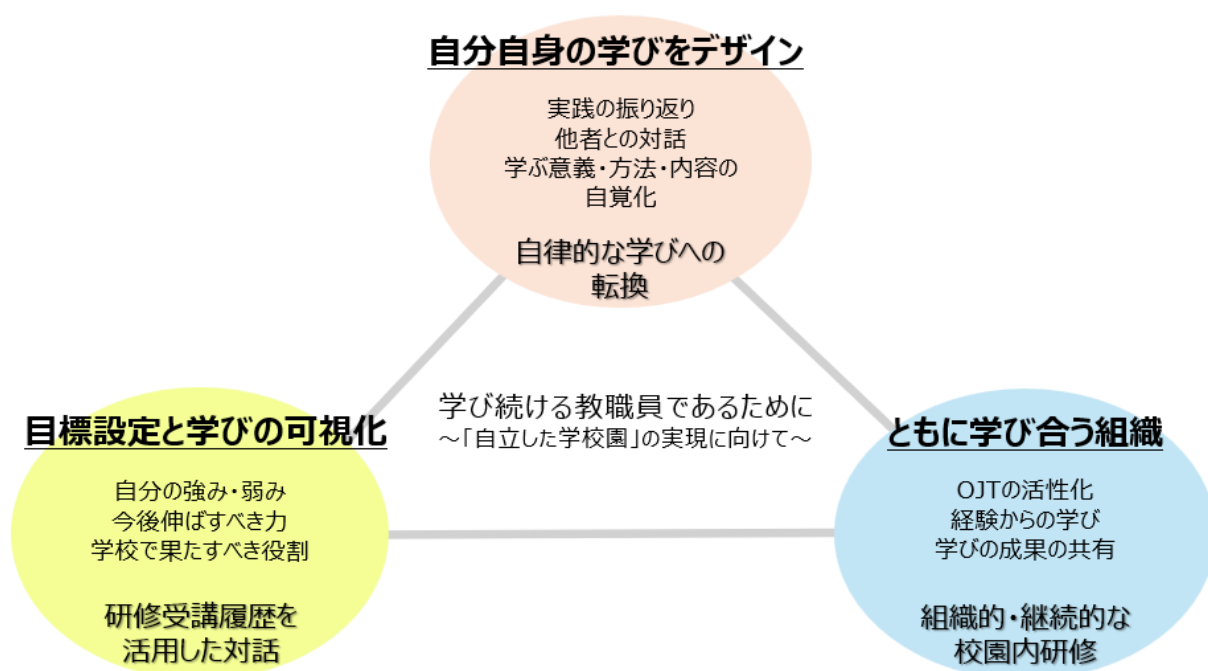 自分自身の学びをデザイン
実践の振り返り
他者との対話
学ぶ意義・方法・内容の
自覚化
自律的な学びへの
転換
学び続ける教職員であるために
～「自立した学校園」の実現に向けて～
目標設定と学びの可視化
自分の強み・弱み
今後伸ばすべき力
学校で果たすべき役割
研修受講履歴を
活用した対話
ともに学び合う組織
OJTの活性化
経験からの学び
学びの成果の共有
組織的・継続的な
校園内研修